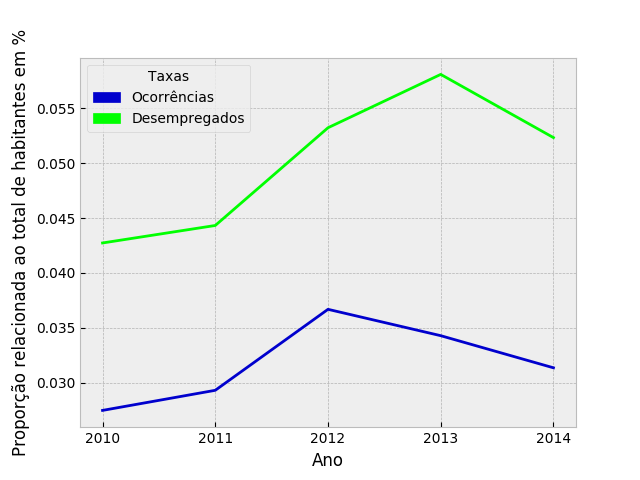 Proporção relacionada ao total de habitantes em %
Taxas
Ocorrências
Desempregados
0.055
0.050
0.045
0.040
0.035
0.030
2010 2011 2012 2013 2014
Ano